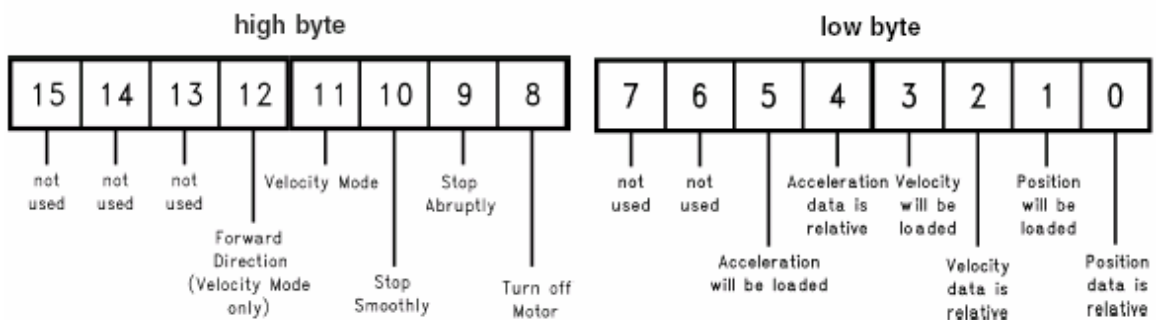 high byte
low byte
15 14 13 12 11 10 9 8
7 6 5 4 3 2 1 0
not
used
not
used
not
used
Velocity Mode
Stop
Abruptly
not
used
not
used
Acceleration
data is
relative
Velocity
will be
loaded
Position
will be
loaded
Forward
Direction
(Velocity Mode
only)
Stop
Smoothly
Turn off
Motor
Acceleration
will be loaded
Velocity
data is
relative
Position
data is
relative